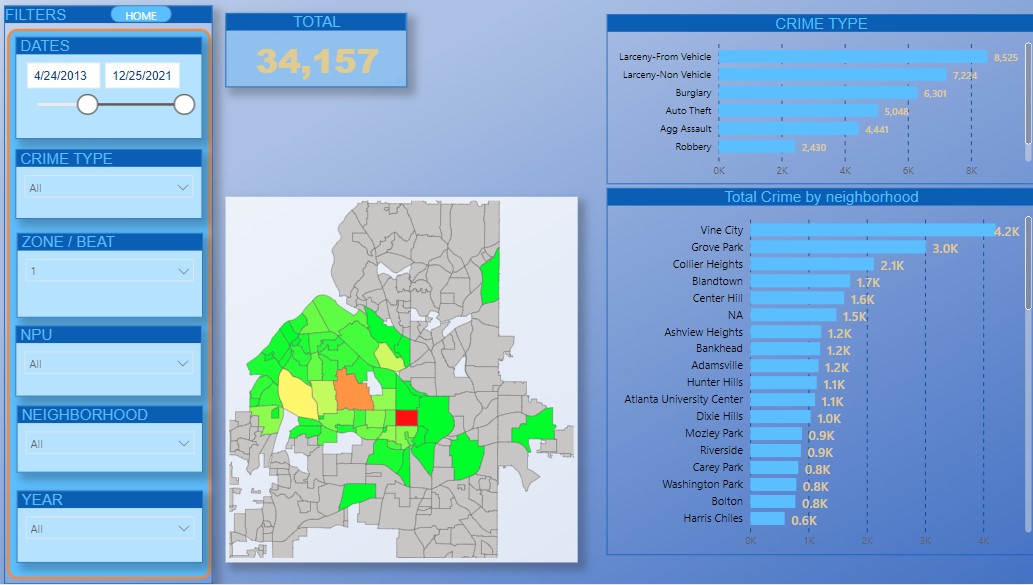 FILTERS
HOME
DATES
4/24/2013
12/25/2021
CRIME TYPE
All
ZONE / BEAT
1
NPU
All
NEIGHBORHOOD
All
YEAR
All
TOTAL
34,157
CRIME TYPE
Larceny-From Vehicle 8,525
Larceny-Non Vehicle 7,224
Burglary 6,301
Auto Theft 5,048
Agg Assault 4,441
Robbery 2,430
0K 2K 4K 6K 8K
Total Crime by neighborhood
Vine City 4.2K
Grove Park 3.0K
Collier Heights 2.1K
Blandtown 1.7K
Center Hill 1.6K
NA 1.5K
Ashview Heights 1.2K
Bankhead 1.2K
Adamsville 1.2K
Hunter Hills 1.1K
Atlanta University Center 1.1K
Dixie Hills 1.0K
Mozley Park 0.9K
Riverside 0.9K
Carey Park 0.8K
Washington Park 0.8K
Bolton 0.8K
Harris Chiles 0.6K
0K 1K 2K 3K 4K